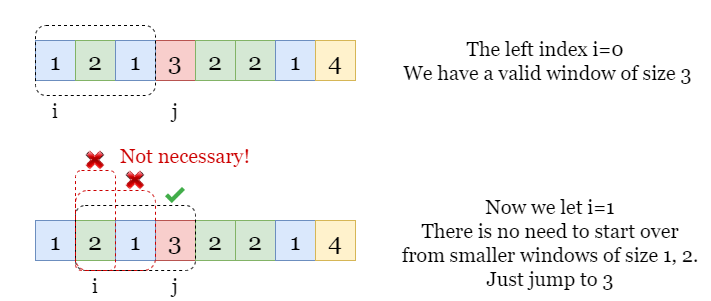 1 2 1 3 2 2 1 4
i j
The left index i=0
We have a valid window of size 3
Not necessary!
1 2 1 3 2 2 1 4
i j
Now we let i=1
There is no need to start over
from smaller windows of size 1, 2.
Just jump to 3